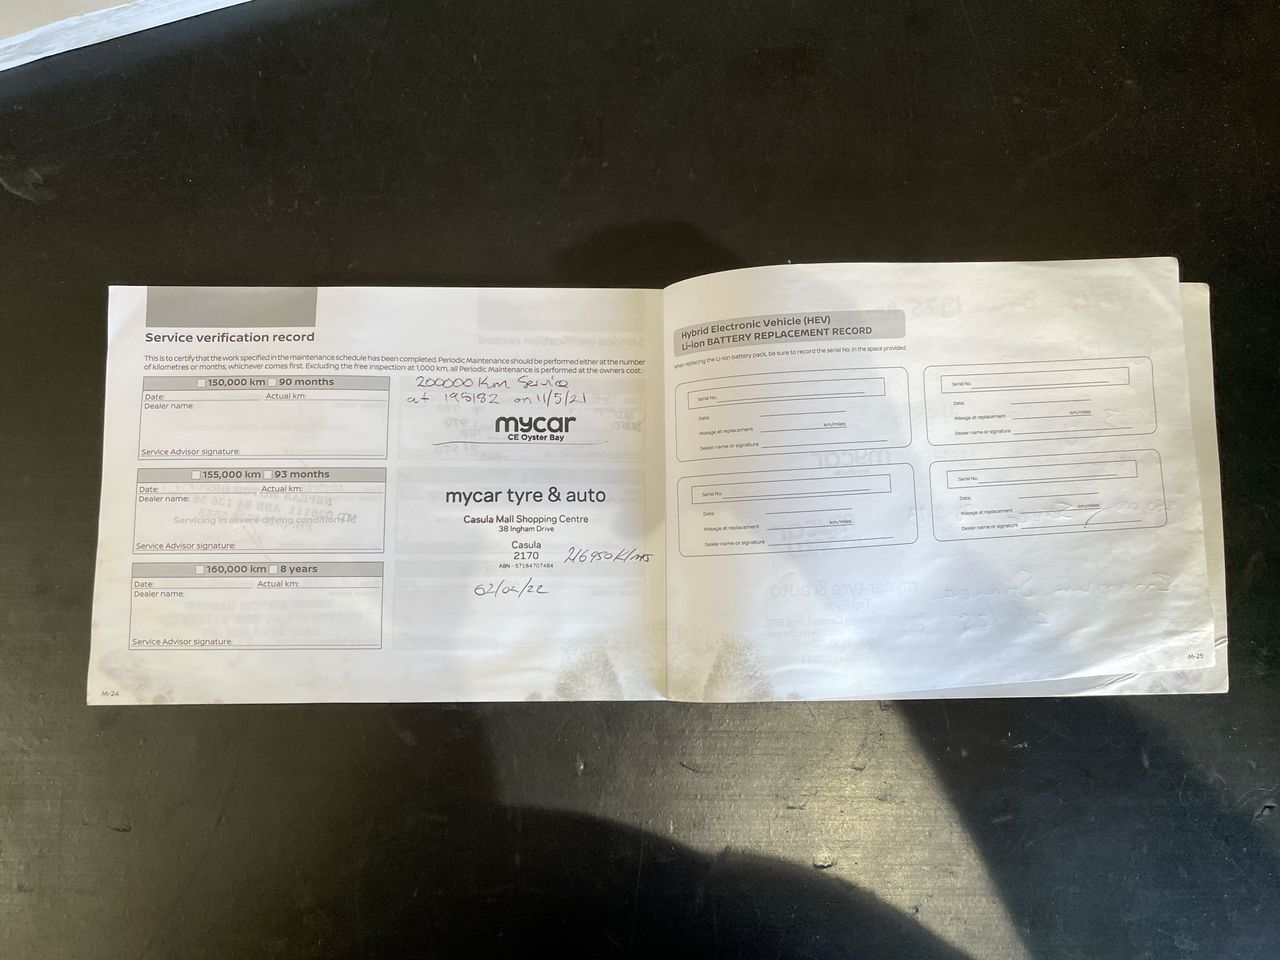 Service verification record
This is to certify that the work specified in the maintenance schedule has been completed. Periodic Maintenance should be performed either at the number
of kilometres or months, whichever comes first. Excluding the free inspection at 1,000 km, all Periodic Maintenance is performed at the owners cost.
150,000 km 90 months
Date: Actual km:
Dealer name:
Service Advisor signature:
155,000 km 93 months
Date: Actual km:
Dealer name:
Servicing in severe driving conditions
Service Advisor signature:
160,000 km 8 years
Date: Actual km:
Dealer name:
Service Advisor signature:
M-24
200000 Km Service
at 195182 on 11/5/21
mycar
CE Oyster Bay
mycar tyre & auto
Casula Mall Shopping Centre
38 Ingham Drive
Casula
2170
ABN - 57164707484
216950 Klms
02/02/22
Hybrid Electronic Vehicle (HEV)
Li-ion BATTERY REPLACEMENT RECORD
When replacing the Li-ion battery pack, be sure to record the serial No. in the space provided.
Serial No.
Date:
Mileage at replacement km/miles
Dealer name or signature
Serial No.
Date:
Mileage at replacement km/miles
Dealer name or signature
Serial No.
Date:
Mileage at replacement km/miles
Dealer name or signature
Serial No.
Date:
Mileage at replacement km/miles
Dealer name or signature
M-25